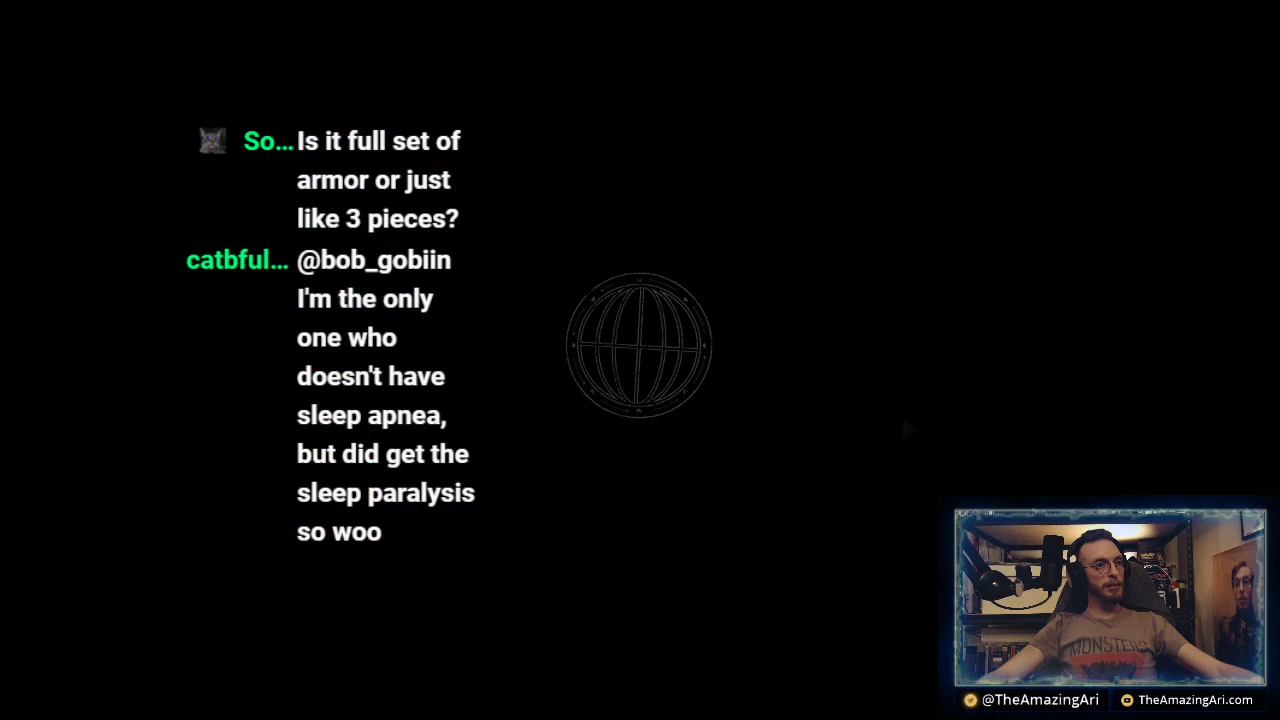 So... Is it full set of
armor or just
like 3 pieces?
catbful... @bob_gobiin
I'm the only
one who
doesn't have
sleep apnea,
but did get the
sleep paralysis
so woo
MONSTERS
@TheAmazingAri
TheAmazingAri.com